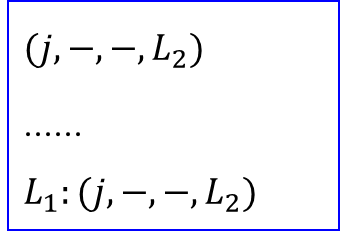 (j, −, −, L₂)
……
L₁: (j, −, −, L₂)